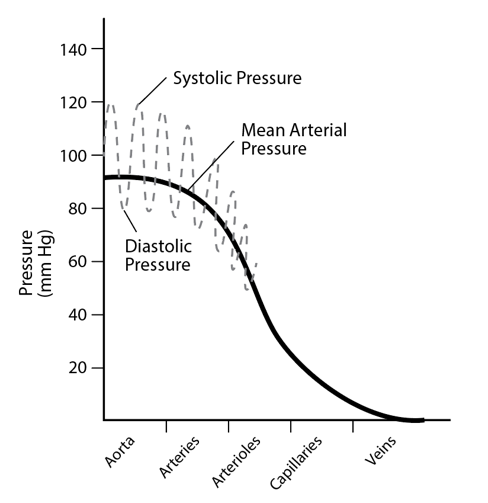 140
Systolic Pressure
120
Mean Arterial
Pressure
100
80
Diastolic
Pressure
Pressure
(mm Hg)
60
40
20
Aorta
Arteries
Arterioles
Capillaries
Veins